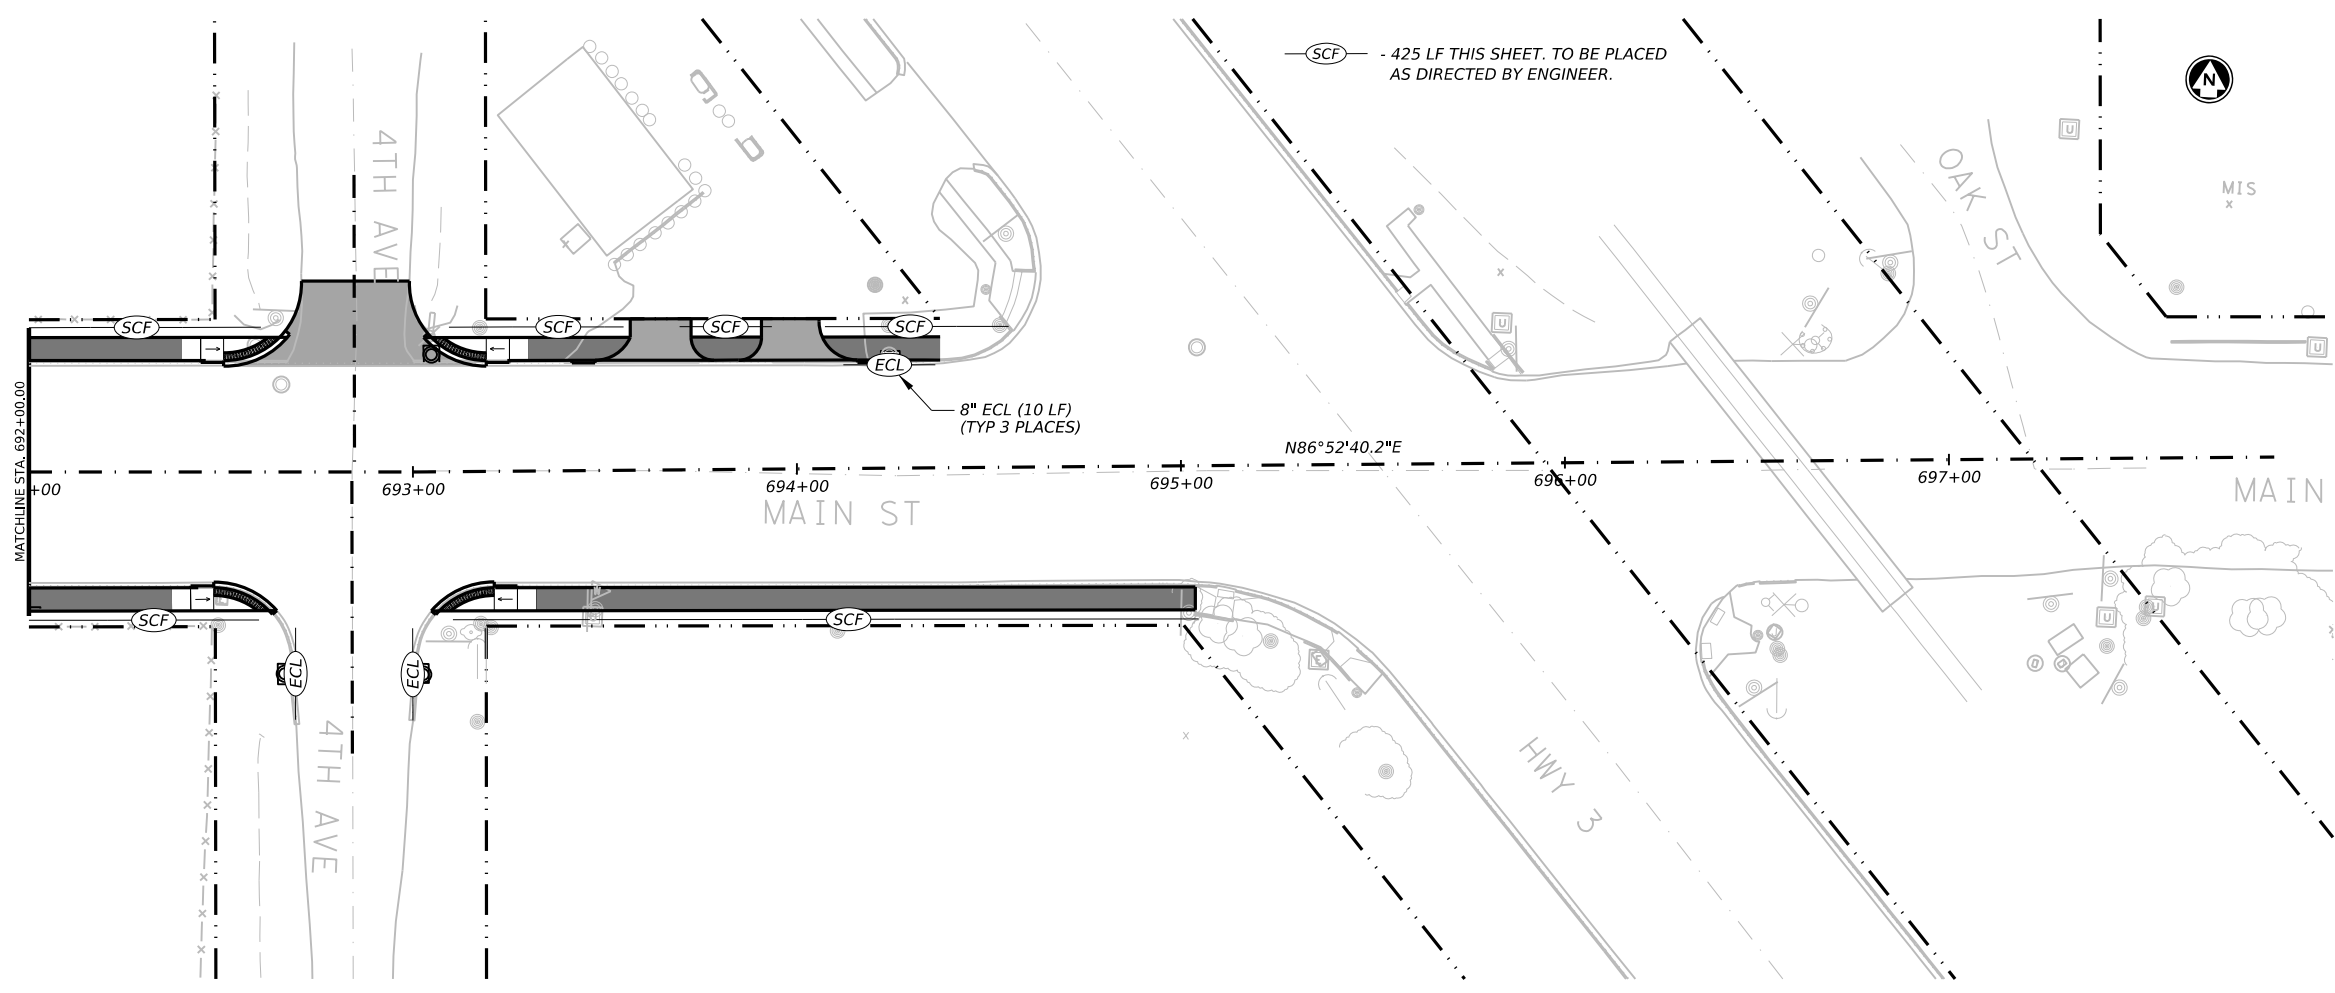 SCF - 425 LF THIS SHEET. TO BE PLACED
AS DIRECTED BY ENGINEER.
N
4TH AVE
OAK ST
MIS
U
SCF
SCF
SCF
SCF
U
U
ECL
8" ECL (10 LF)
(TYP 3 PLACES)
MATCHLINE STA. 692+00.00
N86°52'40.2"E
+00
693+00
694+00
695+00
696+00
697+00
MAIN ST
MAIN
SCF
SCF
U
U
ECL
ECL
4TH AVE
HWY 3